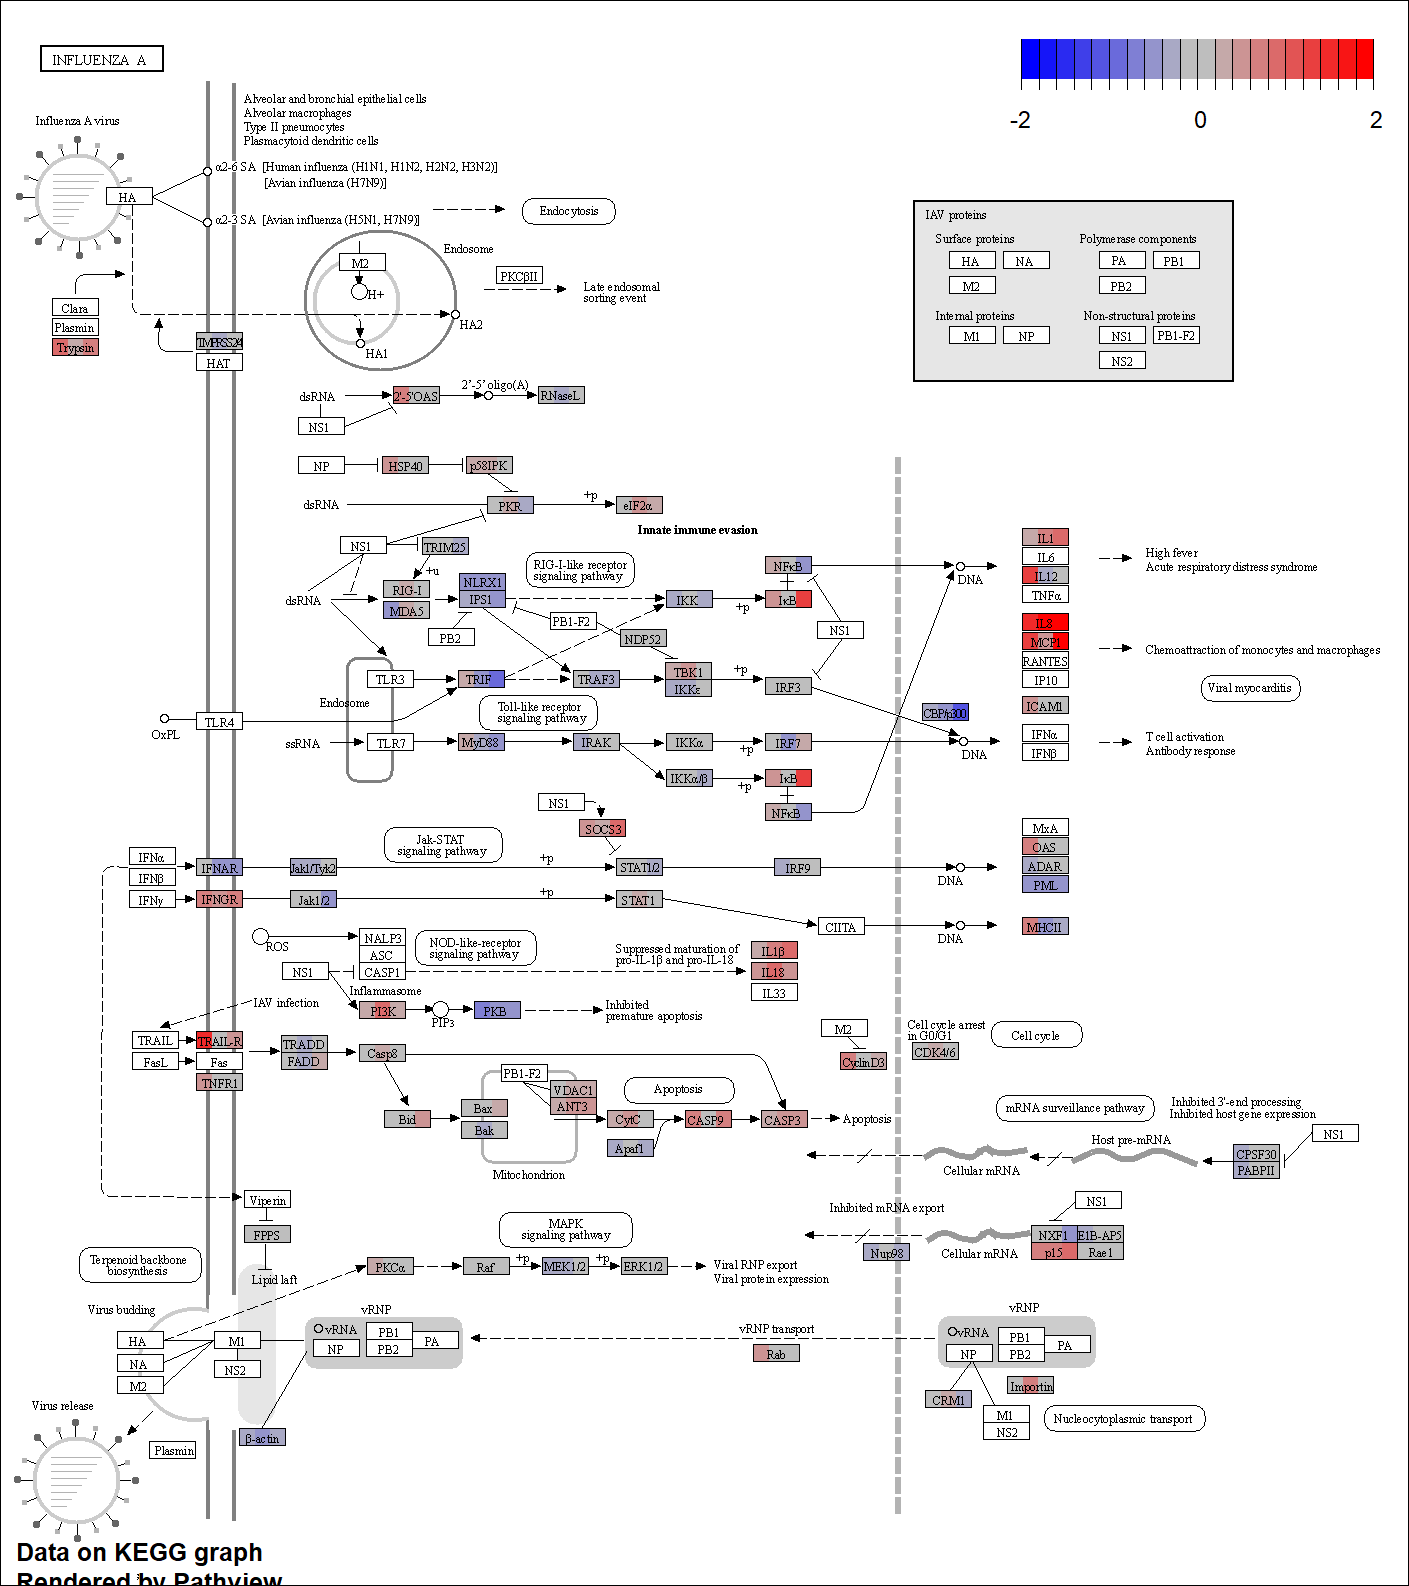 INFLUENZA A
-2
0
2
Alveolar and bronchial epithelial cells
Alveolar macrophages
Type II pneumocytes
Plasmacytoid dendritic cells
Influenza A virus
HA
α2-6 SA [Human influenza (H1N1, H1N2, H2N2, H3N2)]
[Avian influenza (H7N9)]
α2-3 SA [Avian influenza (H5N1, H7N9)]
Endocytosis
Endosome
M2
H+
HA1
HA2
PKCβII
Late endosomal
sorting event
Clara
Plasmin
Trypsin
HAT
IAV proteins
Surface proteins
HA
NA
M2
Polymerase components
PA
PB1
PB2
Internal proteins
M1
NP
Non-structural proteins
NS1
PB1-F2
NS2
dsRNA
2'-5'OAS
2'-5' oligo(A)
RNaseL
NS1
NP
HSP40
p58IPK
dsRNA
PKR
+p
eIF2α
Innate immune evasion
NS1
TRIM25
+u
RIG-I
MDA5
dsRNA
NLRX1
IPS1
RIG-I-like receptor
signaling pathway
PB2
PB1-F2
IKK
+p
NFκB
IκB
NS1
NDP52
TLR3
TRIF
TRAF3
TBK1
IKKε
+p
IRF3
Endosome
Toll-like receptor
signaling pathway
TLR4
OxPL
ssRNA
TLR7
MyD88
IRAK
IKKα
+p
IRF7
IKKα/β
+p
IκB
NFκB
CBP/p300
DNA
DNA
IL1
IL6
IL12
TNFα
High fever
Acute respiratory distress syndrome
IL8
MCP1
RANTES
IP10
Chemoattraction of monocytes and macrophages
Viral myocarditis
ICAM1
IFNα
IFNβ
T cell activation
Antibody response
NS1
SOCS3
Jak-STAT
signaling pathway
IFNα
IFNβ
IFNγ
IFNAR
IFNGR
Jak1/Tyk2
Jak1/2
+p
+p
STAT1/2
STAT1
IRF9
DNA
MxA
OAS
ADAR
PML
CIITA
DNA
MHCII
ROS
NALP3
ASC
CASP1
NS1
Inflammasome
NOD-like-receptor
signaling pathway
Suppressed maturation of
pro-IL-1β and pro-IL-18
IL1β
IL18
IL33
IAV infection
PI3K
PIP3
PKB
Inhibited
premature apoptosis
TRAIL
TRAIL-R
FasL
Fas
TNFR1
TRADD
FADD
Casp8
Bid
Bax
Bak
PB1-F2
VDAC1
ANT3
Mitochondrion
Apoptosis
CytC
Apaf1
CASP9
CASP3
Apoptosis
M2
CyclinD3
Cell cycle arrest
in G0/G1
CDK4/6
Cell cycle
mRNA surveillance pathway
Inhibited 3'-end processing
Inhibited host gene expression
NS1
Host pre-mRNA
CPSF30
PABPII
Cellular mRNA
Viperin
FPPS
Lipid laft
Terpenoid backbone
biosynthesis
MAPK
signaling pathway
PKCα
Raf
+p
MEK1/2
+p
ERK1/2
Viral RNP export
Viral protein expression
Inhibited mRNA export
Nup98
Cellular mRNA
NS1
NXF1
E1B-AP5
p15
Rae1
Virus budding
HA
NA
M2
M1
NS2
vRNP
vRNA
NP
PB1
PB2
PA
vRNP transport
Rab
vRNP
vRNA
NP
PB1
PB2
PA
CRM1
Importin
M1
NS2
Nucleocytoplasmic transport
Virus release
Plasmin
β-actin
Data on KEGG graph
Rendered by Pathview